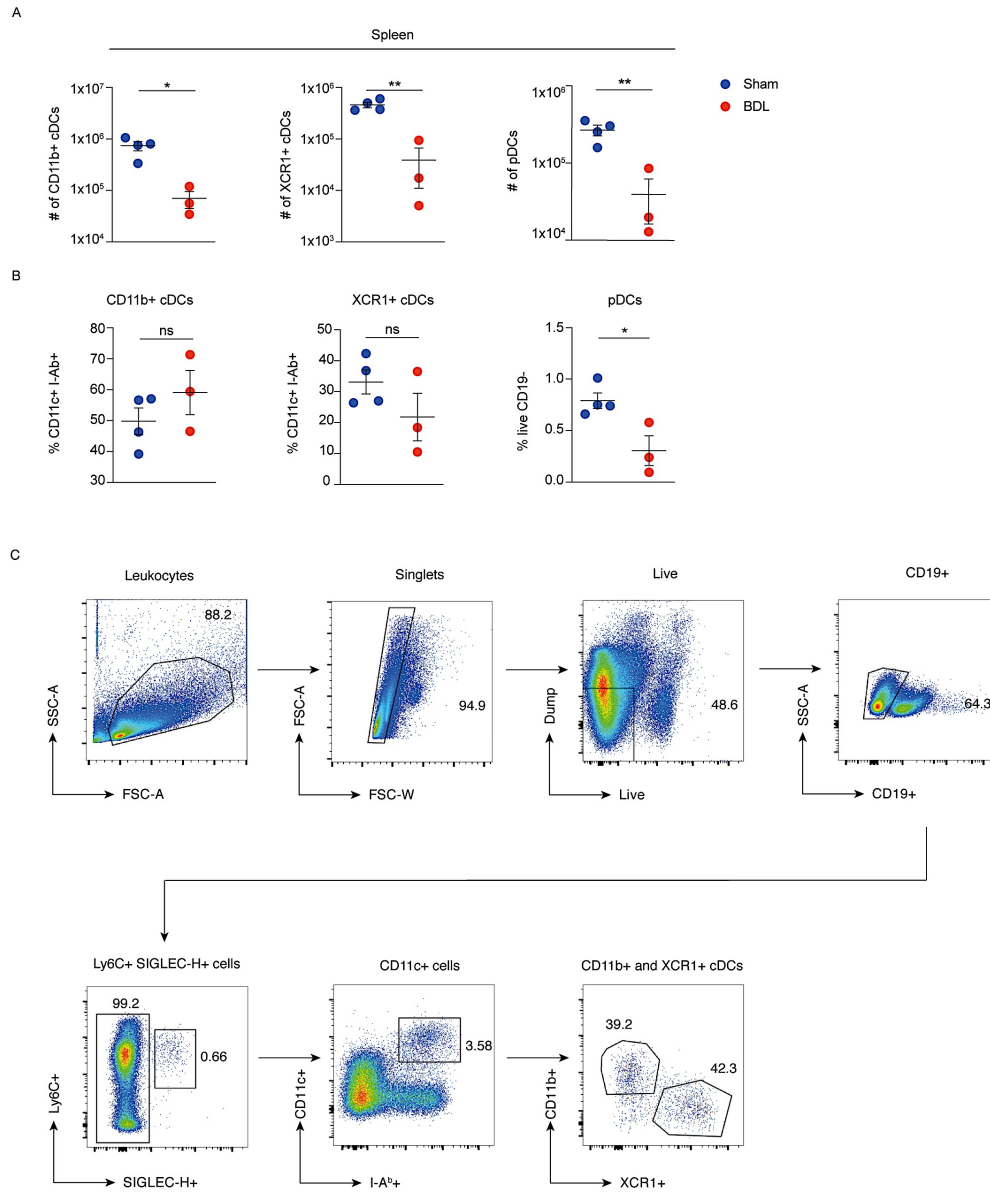 A
Spleen
# of CD11b+ cDCs
1x10^7
1x10^6
1x10^5
1x10^4
*
# of XCR1+ cDCs
1x10^6
1x10^5
1x10^4
1x10^3
**
# of pDCs
1x10^6
1x10^5
1x10^4
**
Sham
BDL
B
CD11b+ cDCs
% CD11c+ I-Ab+
80
70
60
50
40
30
ns
XCR1+ cDCs
% CD11c+ I-Ab+
50
40
30
20
10
0
ns
pDCs
% live CD19-
1.5
1.0
0.5
0.0
*
C
Leukocytes
88.2
SSC-A
FSC-A
Singlets
94.9
FSC-A
FSC-W
Live
48.6
Dump
Live
CD19+
64.3
SSC-A
CD19+
Ly6C+ SIGLEC-H+ cells
99.2
0.66
Ly6C+
SIGLEC-H+
CD11c+ cells
3.58
CD11c+
I-A^b+
CD11b+ and XCR1+ cDCs
39.2
42.3
CD11b+
XCR1+